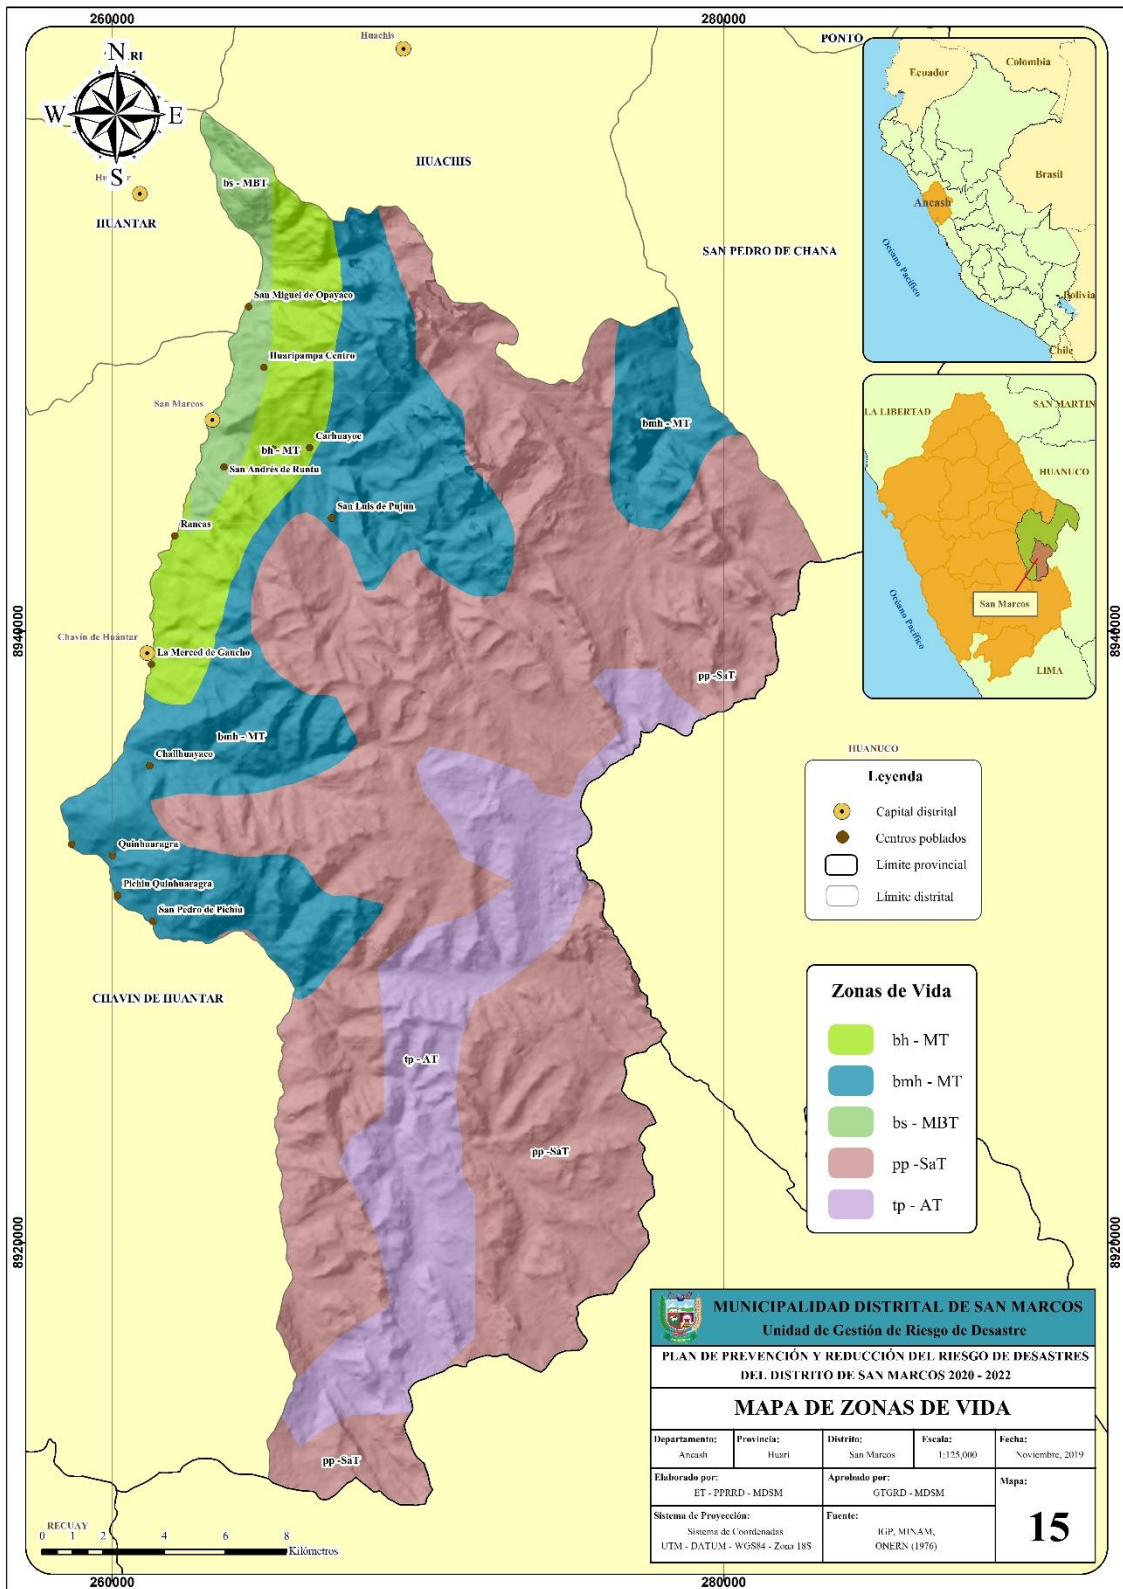 260000
280000
Huachis
PONTO
N
.RI
W
E
S
HUANTAR
HUACHIS
SAN PEDRO DE CHANA
bs - MBT
San Miguel de Opayaco
Huaripampa Centro
San Marcos
Carhuayoc
bh - MT
San Andrés de Runtu
San Luis de Pujun
Rancas
bmh - MT
Chavín de Huántar
La Merced de Gaucho
8940000
8940000
pp -SaT
bmh - MT
Challhuayaco
Quinhuaragra
Pichiu Quinhuaragra
San Pedro de Pichiu
CHAVIN DE HUANTAR
tp - AT
pp -SaT
8920000
8920000
pp -SaT
RECUAY
0 1 2 4 6 8
Kilómetros
260000
280000
Ecuador
Colombia
Brasil
Ancash
Océano Pacífico
Bolivia
Chile
LA LIBERTAD
SAN MARTIN
HUANUCO
San Marcos
Océano Pacífico
LIMA
HUANUCO
Leyenda
Capital distrital
Centros poblados
Límite provincial
Límite distrital
Zonas de Vida
bh - MT
bmh - MT
bs - MBT
pp -SaT
tp - AT
MUNICIPALIDAD DISTRITAL DE SAN MARCOS
Unidad de Gestión de Riesgo de Desastre
PLAN DE PREVENCIÓN Y REDUCCIÓN DEL RIESGO DE DESASTRES
DEL DISTRITO DE SAN MARCOS 2020 - 2022
MAPA DE ZONAS DE VIDA
Departamento: Provincia: Distrito: Escala: Fecha:
Ancash Huari San Marcos 1:125,000 Noviembre, 2019
Elaborado por: Aprobado por: Mapa:
ET - PPRRD - MDSM GTGRD - MDSM
Sistema de Proyección: Fuente:
Sistema de Coordenadas IGP, MINAM,
UTM - DATUM - WGS84 - Zona 18S ONERN (1976)
15